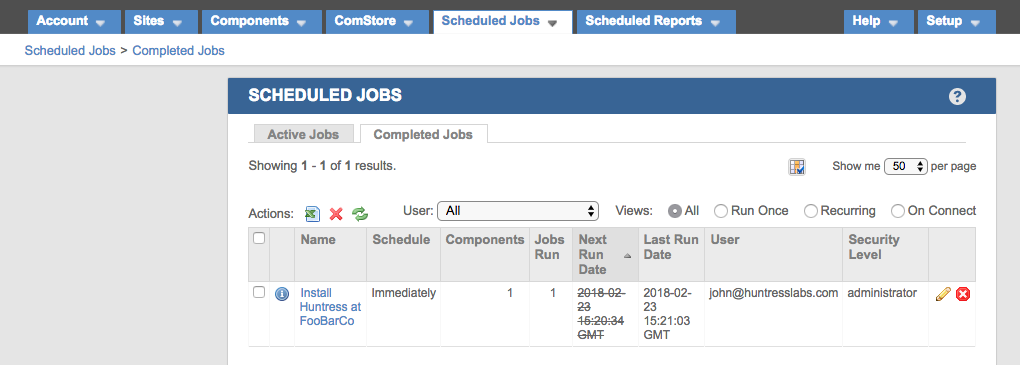 Account Sites Components ComStore Scheduled Jobs Scheduled Reports Help Setup
Scheduled Jobs > Completed Jobs
SCHEDULED JOBS ?
Active Jobs Completed Jobs
Showing 1 - 1 of 1 results. Show me 50 per page
Actions: User: All Views: All Run Once Recurring On Connect
Name Schedule Components Jobs Run Next Run Date Last Run Date User Security Level
Install Huntress at FooBarCo Immediately 1 1 2018-02-23 15:20:34 GMT 2018-02-23 15:21:03 GMT john@huntresslabs.com administrator